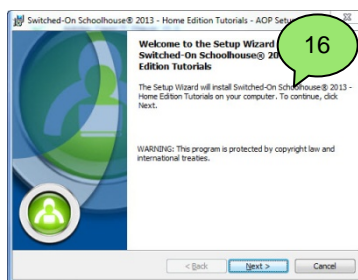 Switched-On Schoolhouse® 2013 - Home Edition Tutorials - AOP Setu
16
Welcome to the Setup Wizard
Switched-On Schoolhouse® 20
Edition Tutorials
The Setup Wizard will install Switched-On Schoolhouse® 2013 -
Home Edition Tutorials on your computer. To continue, click
Next.
WARNING: This program is protected by copyright law and
international treaties.
< Back
Next >
Cancel